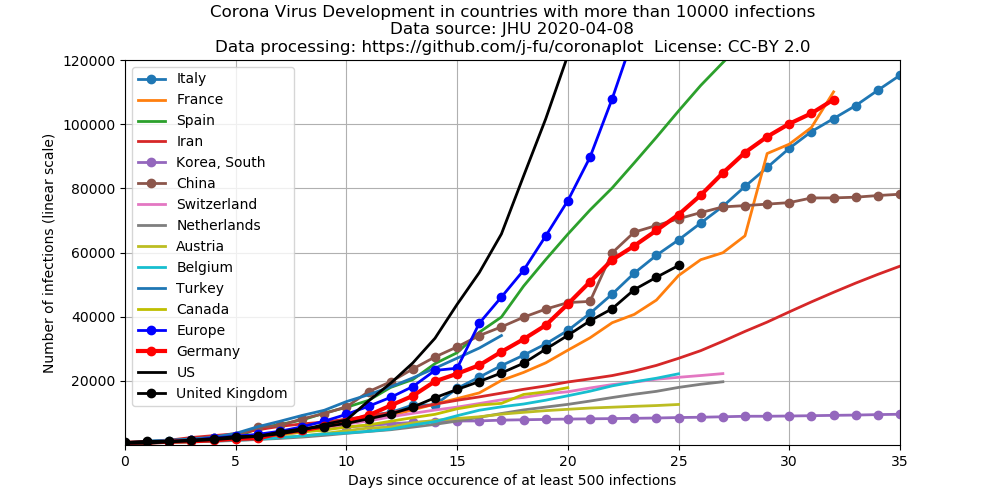 Corona Virus Development in countries with more than 10000 infections
Data source: JHU 2020-04-08
Data processing: https://github.com/j-fu/coronaplot  License: CC-BY 2.0
Number of infections (linear scale)
120000
100000
80000
60000
40000
20000
Italy
France
Spain
Iran
Korea, South
China
Switzerland
Netherlands
Austria
Belgium
Turkey
Canada
Europe
Germany
US
United Kingdom
0 5 10 15 20 25 30 35
Days since occurence of at least 500 infections